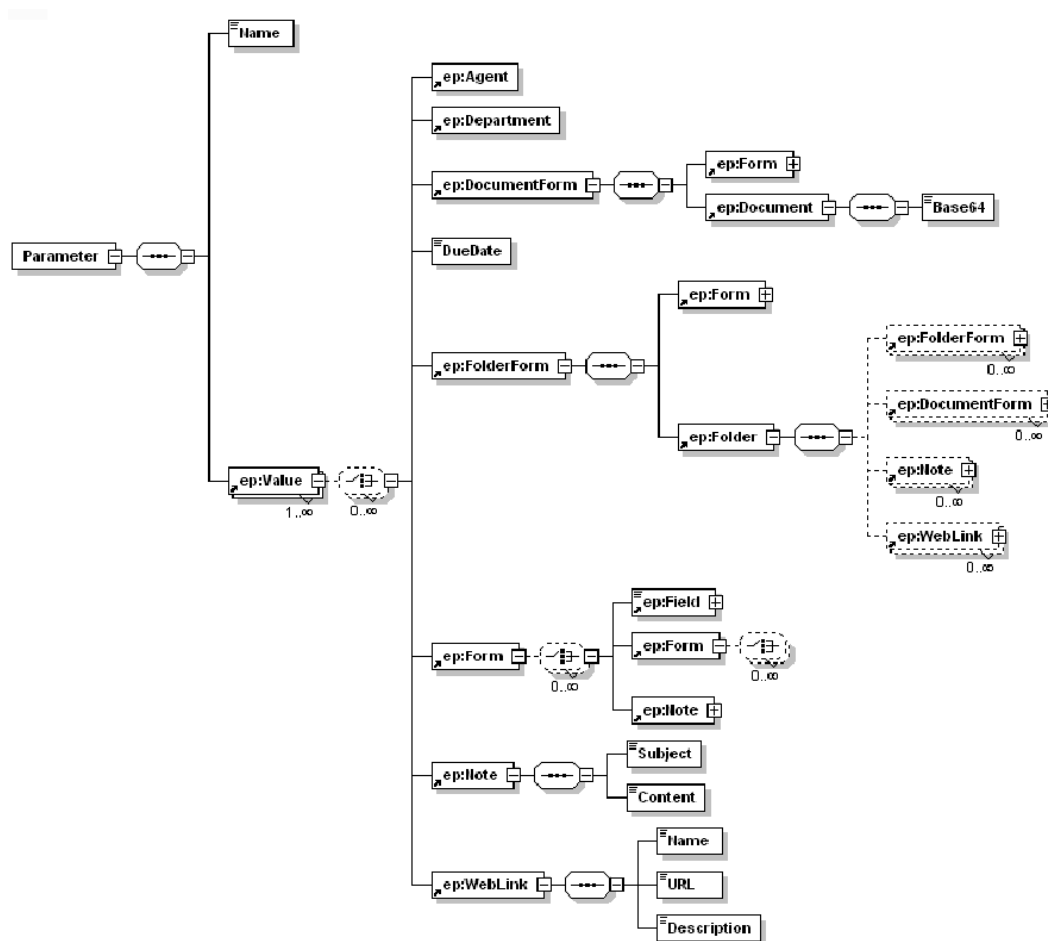 Name
ep:Agent
ep:Department
ep:Form
ep:DocumentForm
ep:Document
Base64
DueDate
Parameter
ep:Form
ep:FolderForm
0..∞
ep:FolderForm
ep:DocumentForm
0..∞
ep:Folder
ep:Note
0..∞
ep:Value
1..∞
0..∞
ep:WebLink
0..∞
ep:Field
ep:Form
0..∞
ep:Form
0..∞
ep:Note
Subject
ep:Note
Content
Name
ep:WebLink
URL
Description